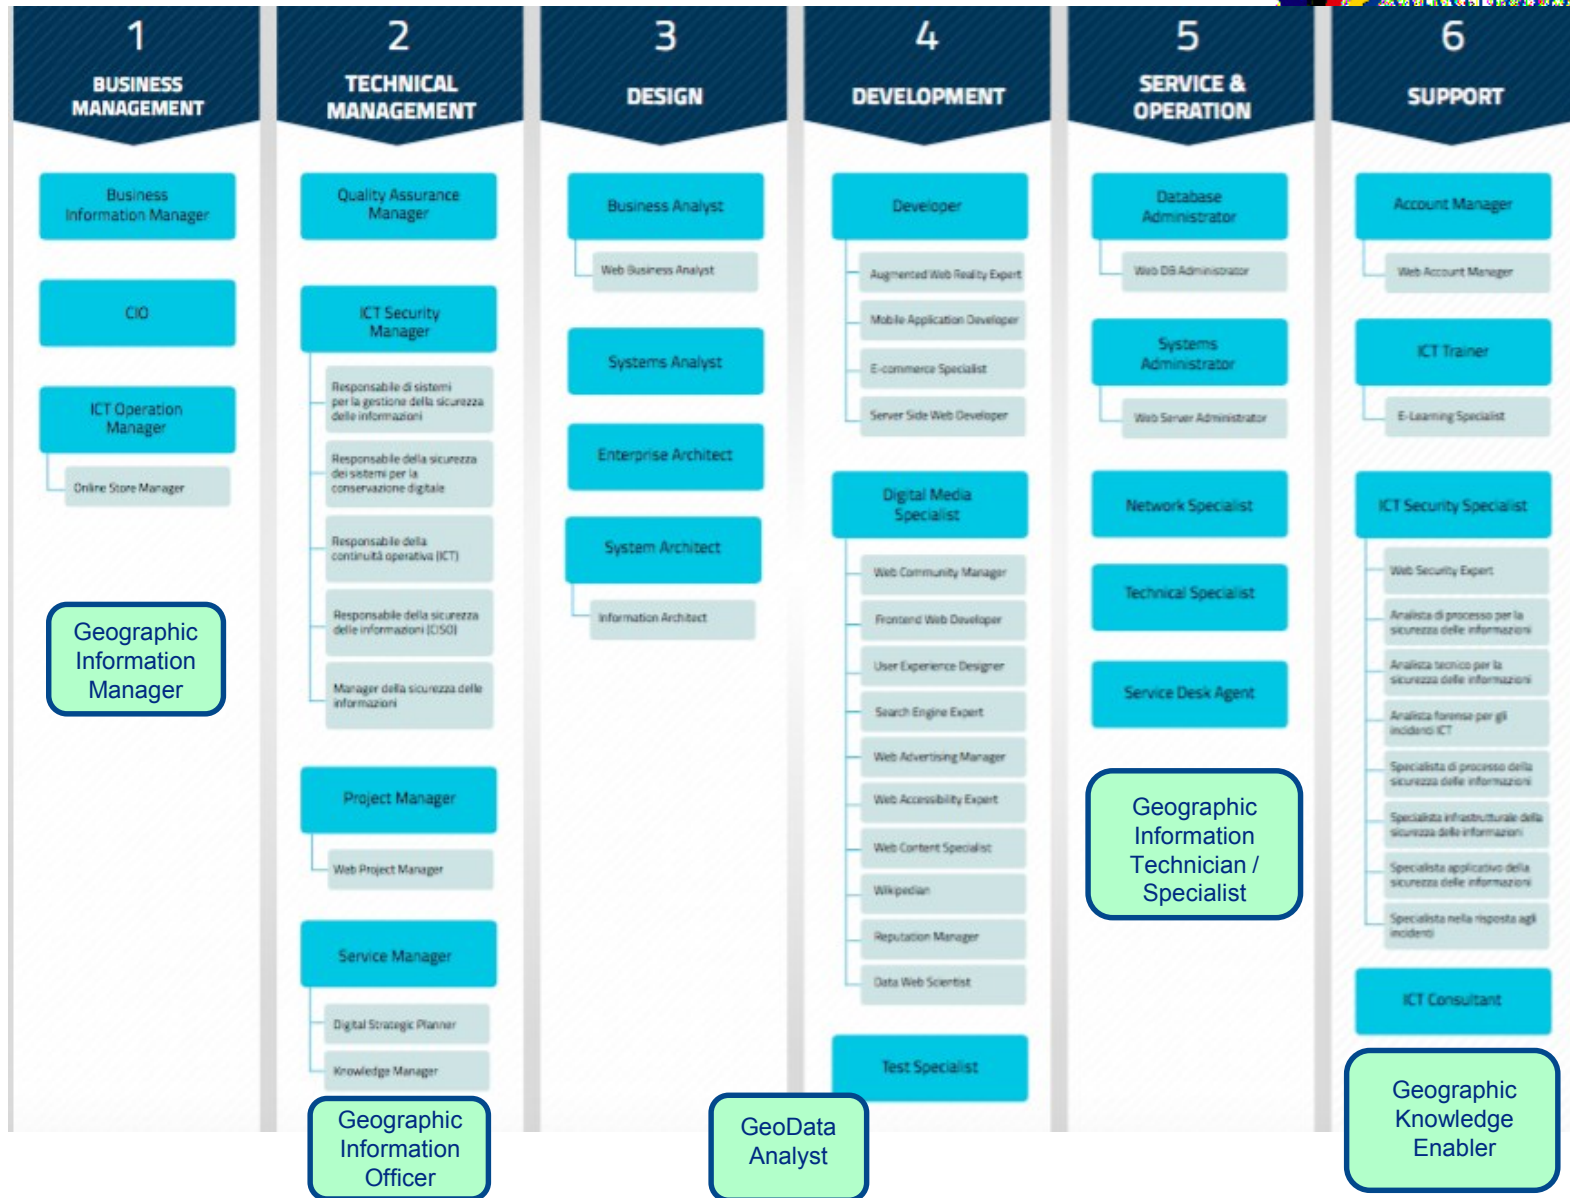 1
BUSINESS
MANAGEMENT
Business
Information Manager
CIO
ICT Operation
Manager
Online Store Manager
Geographic
Information
Manager
2
TECHNICAL
MANAGEMENT
Quality Assurance
Manager
ICT Security
Manager
Responsabile di sistemi
per la gestione della sicurezza
delle informazioni
Responsabile della sicurezza
dei sistemi per la
conservazione digitale
Responsabile della
continuità operativa (ICT)
Responsabile della sicurezza
delle informazioni (CISO)
Manager della sicurezza delle
informazioni
Project Manager
Web Project Manager
Service Manager
Digital Strategic Planner
Knowledge Manager
Geographic
Information
Officer
3
DESIGN
Business Analyst
Web Business Analyst
Systems Analyst
Enterprise Architect
System Architect
Information Architect
GeoData
Analyst
4
DEVELOPMENT
Developer
Augmented Web Reality Expert
Mobile Application Developer
E-commerce Specialist
Server Side Web Developer
Digital Media
Specialist
Web Community Manager
Frontend Web Developer
User Experience Designer
Search Engine Expert
Web Advertising Manager
Web Accessibility Expert
Web Content Specialist
Wikipedian
Reputation Manager
Data Web Scientist
Test Specialist
5
SERVICE &
OPERATION
Database
Administrator
Web DB Administrator
Systems
Administrator
Web Server Administrator
Network Specialist
Technical Specialist
Service Desk Agent
Geographic
Information
Technician /
Specialist
6
SUPPORT
Account Manager
Web Account Manager
ICT Trainer
E-Learning Specialist
ICT Security Specialist
Web Security Expert
Analista di processo per la
sicurezza delle informazioni
Analista tecnico per la
sicurezza delle informazioni
Analista forense per gli
incidenti ICT
Specialista di processo della
sicurezza delle informazioni
Specialista infrastrutturale della
sicurezza delle informazioni
Specialista applicativo della
sicurezza delle informazioni
Specialista nella risposta agli
incidenti
ICT Consultant
Geographic
Knowledge
Enabler